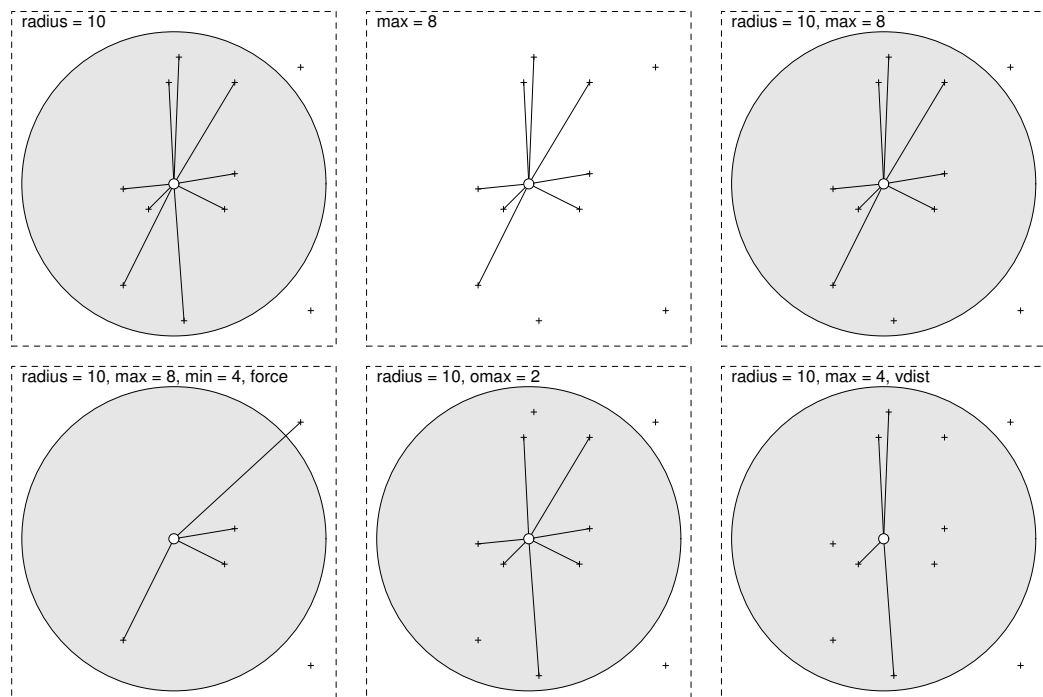 radius = 10
max = 8
radius = 10, max = 8
radius = 10, max = 8, min = 4, force
radius = 10, omax = 2
radius = 10, max = 4, vdist